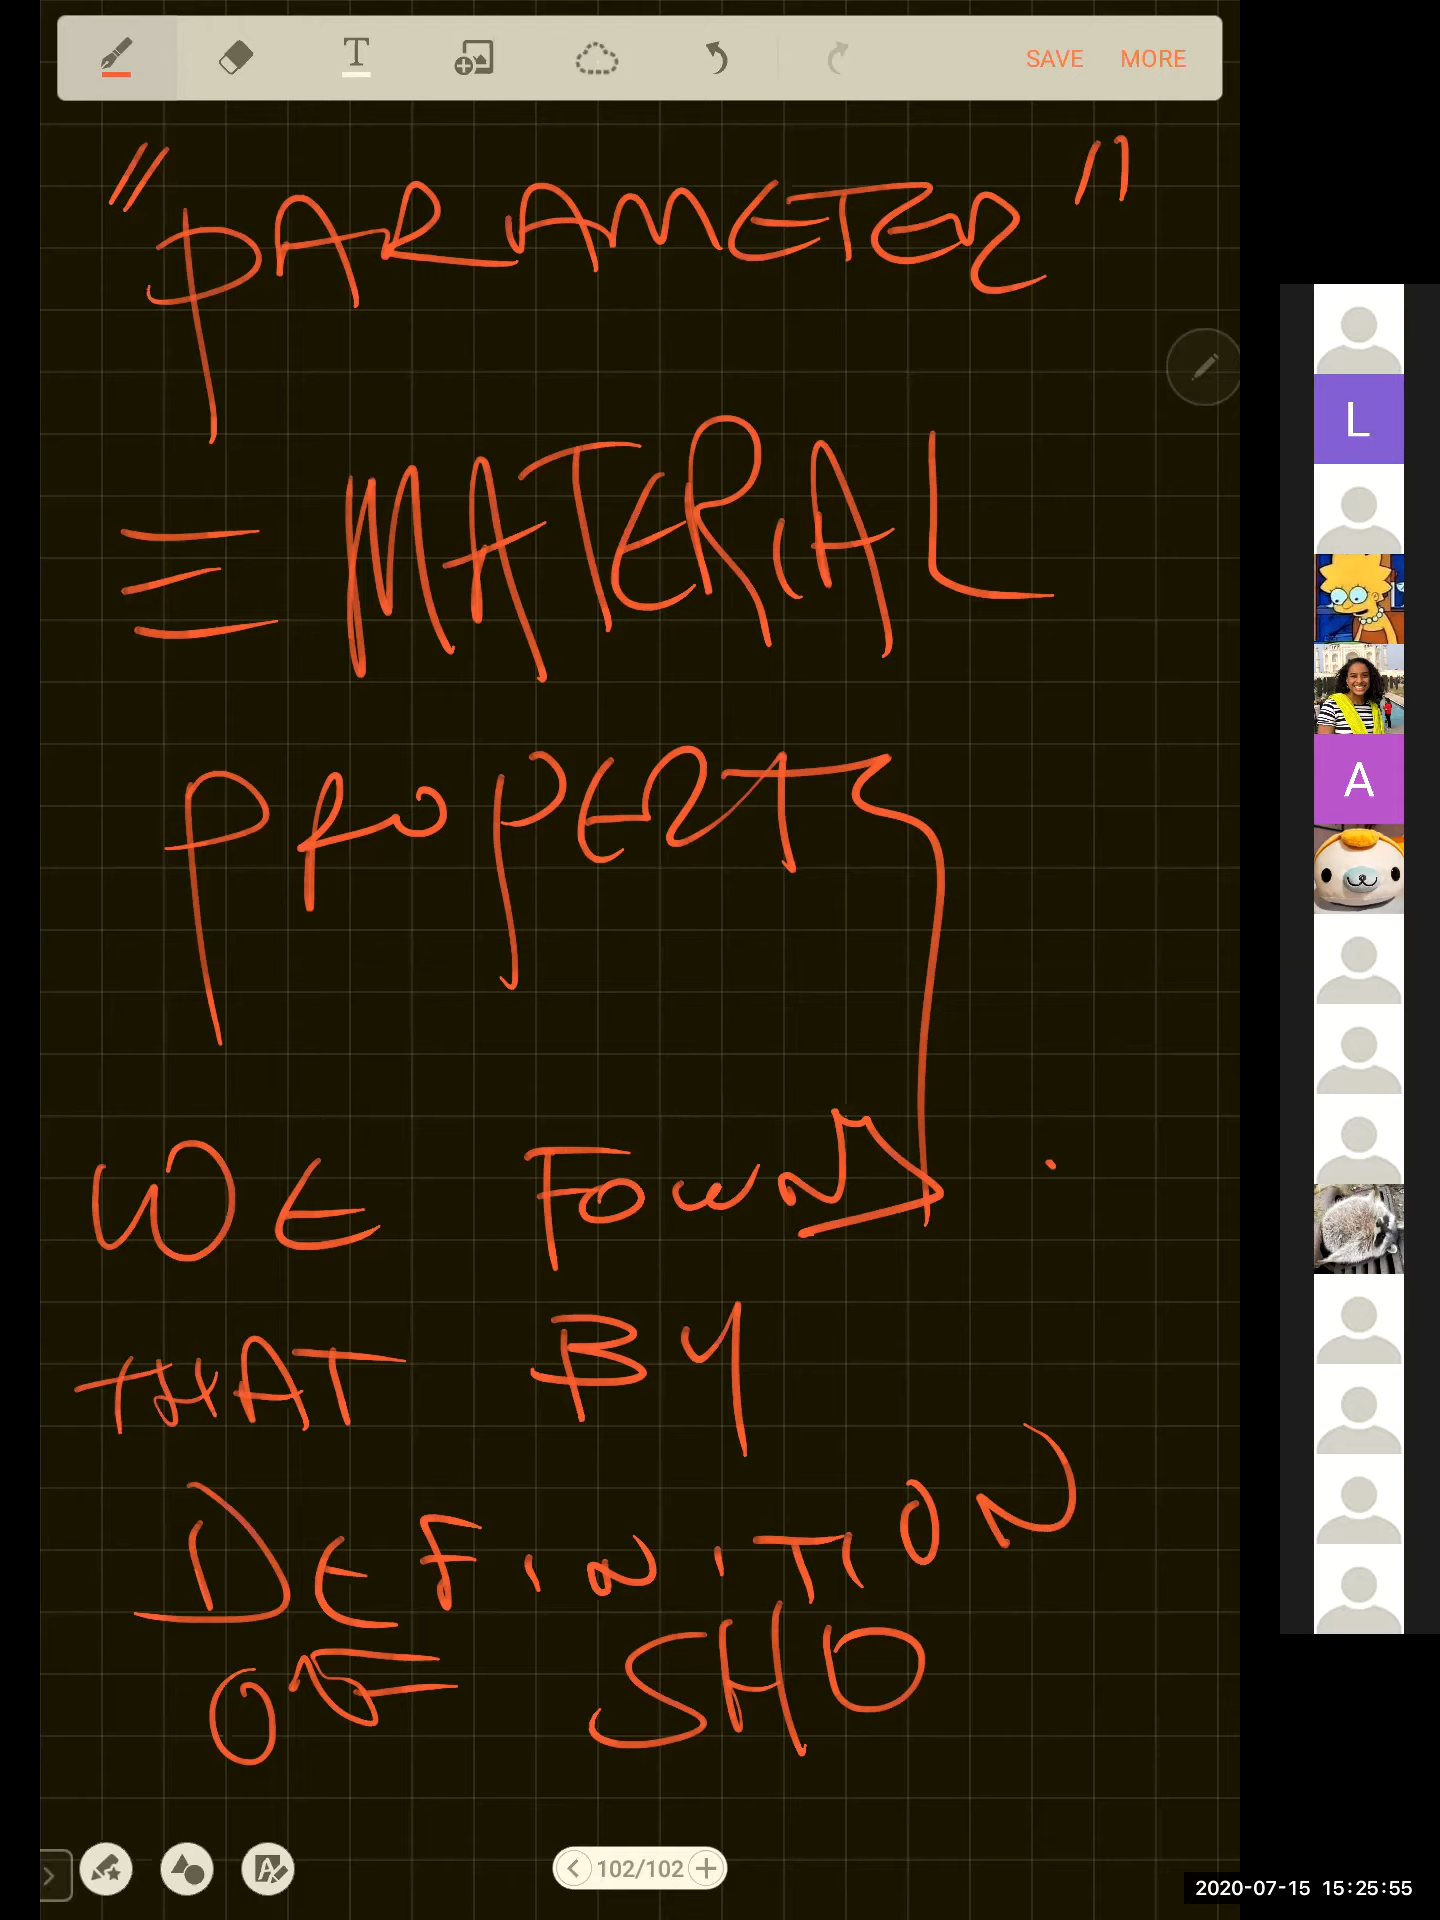 T SAVE MORE
"PARAMETER"
≡ MATERIAL
PROPERTY
WE FOUND.
THAT BY
DEFINITION
OF SHO
L
A
102/102
2020-07-15 15:25:55